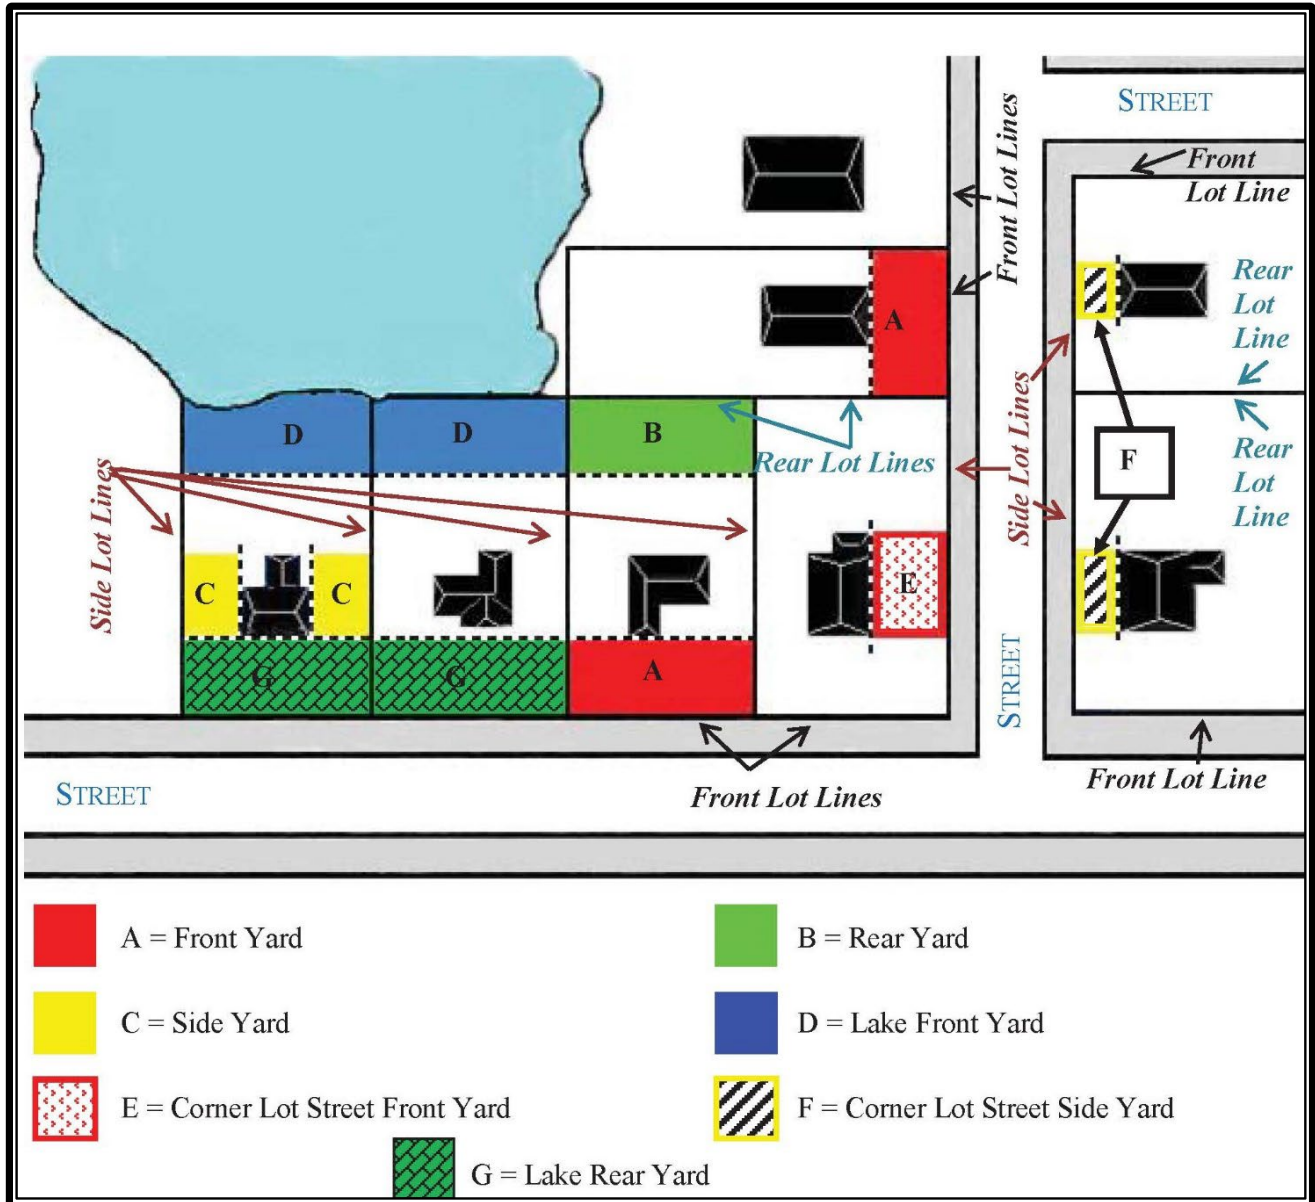 STREET
Front
Lot Line
Front Lot Lines
A
Rear
Lot
Line
Side Lot Lines
D
D
B
Rear Lot Lines
F
Rear
Lot
Line
Side Lot Lines
C
C
E
G
G
A
STREET
Front Lot Lines
Front Lot Line
STREET
A = Front Yard
B = Rear Yard
C = Side Yard
D = Lake Front Yard
E = Corner Lot Street Front Yard
F = Corner Lot Street Side Yard
G = Lake Rear Yard